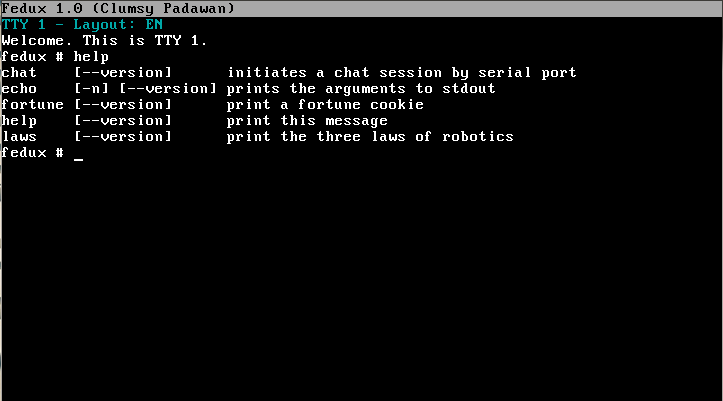 Fedux 1.0 (Clumsy Padawan)
TTY 1 - Layout: EN
Welcome. This is TTY 1.
fedux # help
chat    [--version]      initiates a chat session by serial port
echo    [-n] [--version] prints the arguments to stdout
fortune [--version]      print a fortune cookie
help    [--version]      print this message
laws    [--version]      print the three laws of robotics
fedux # _